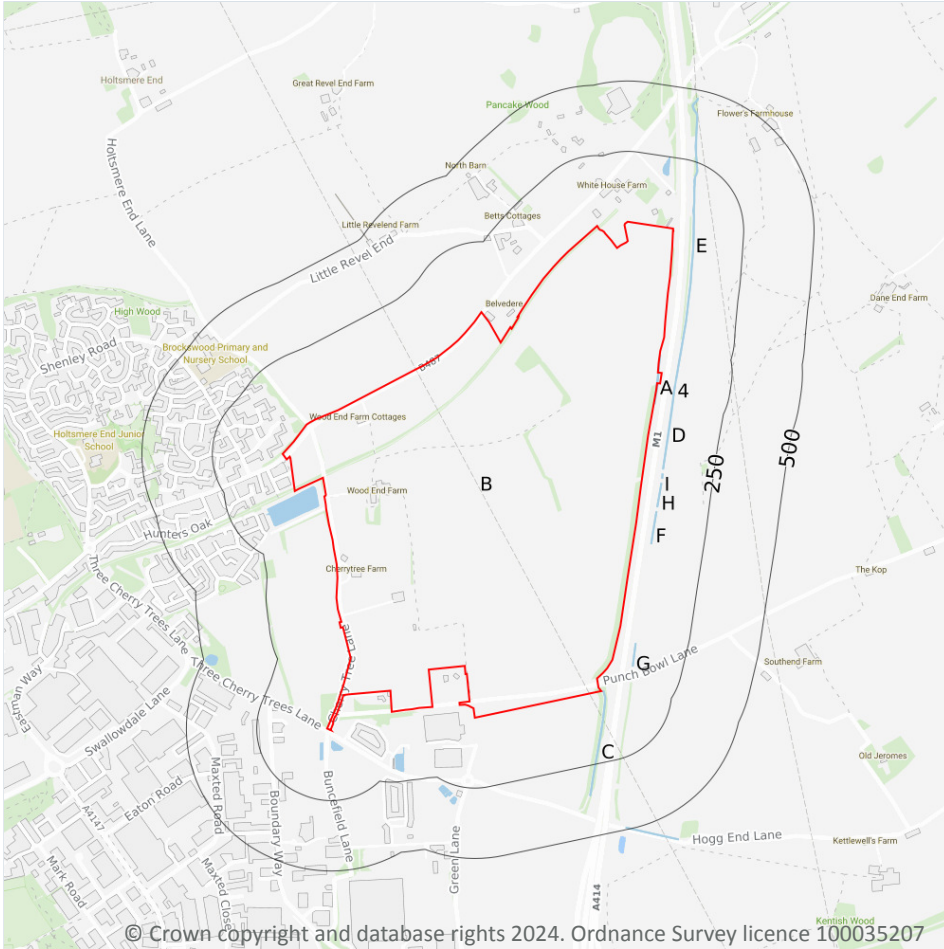 Holtsmere End
Great Revel End Farm
Pancake Wood
Flower's Farmhouse
Holtsmere End Lane
North Barn
White House Farm
Betts Cottages
Little Revelend Farm
Little Revel End
E
Dane End Farm
Belvedere
High Wood
Shenley Road
Brockswood Primary and
Nursery School
B487
A
4
Wood End Farm Cottages
Holtsmere End Junior
School
M1
D
500
250
B
I
Wood End Farm
H
Hunters Oak
F
Three Cherry Trees Lane
Cherrytree Farm
The Kop
Cherry Tree Lane
G
Punch Bowl Lane
Southend Farm
Eastman Way
Three Cherry Trees Lane
Swallowdale Lane
C
Old Jeromes
Maxted Road
Eaton Road
Boundary Way
Buncefield Lane
A4147
Green Lane
Hogg End Lane
Kettlewell's Farm
Mark Road
Maxted Close
A414
Kentish Wood
© Crown copyright and database rights 2024. Ordnance Survey licence 100035207